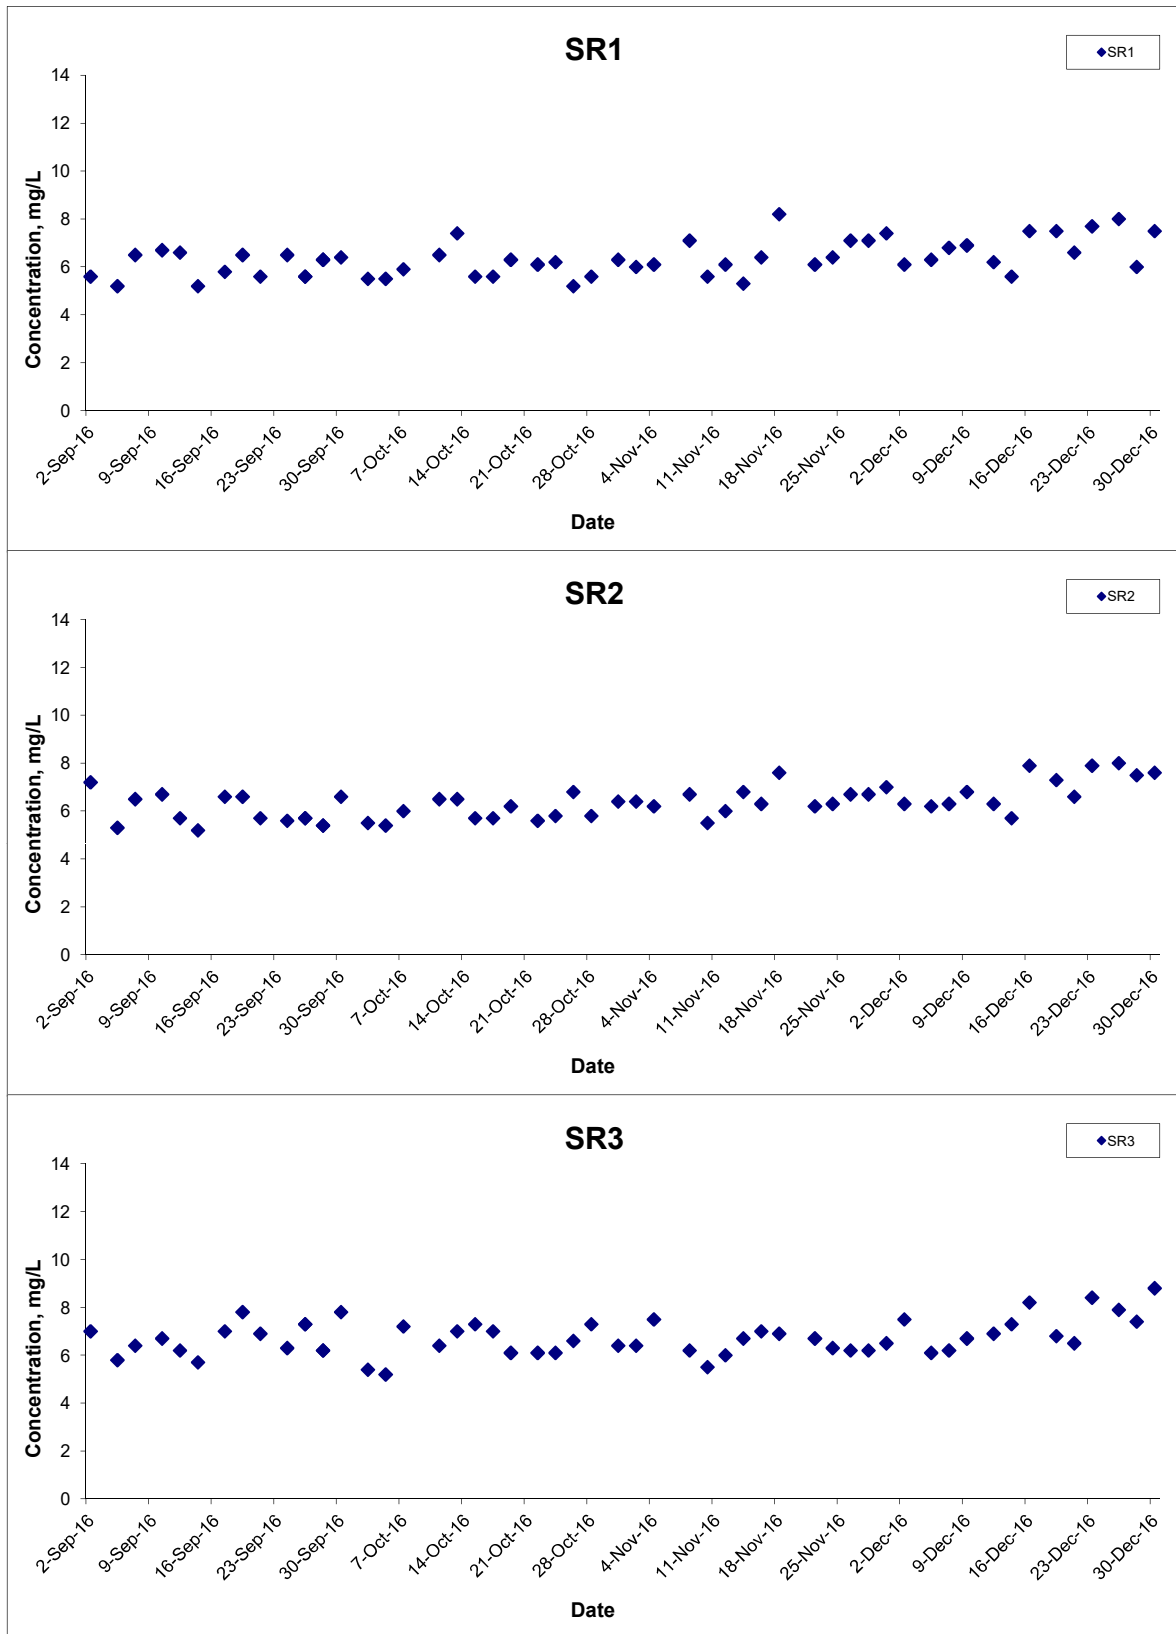 SR1
SR1
Concentration, mg/L
14
12
10
8
6
4
2
0
2-Sep-16
9-Sep-16
16-Sep-16
23-Sep-16
30-Sep-16
7-Oct-16
14-Oct-16
21-Oct-16
28-Oct-16
4-Nov-16
11-Nov-16
18-Nov-16
25-Nov-16
2-Dec-16
9-Dec-16
16-Dec-16
23-Dec-16
30-Dec-16
Date
SR2
SR2
Concentration, mg/L
14
12
10
8
6
4
2
0
2-Sep-16
9-Sep-16
16-Sep-16
23-Sep-16
30-Sep-16
7-Oct-16
14-Oct-16
21-Oct-16
28-Oct-16
4-Nov-16
11-Nov-16
18-Nov-16
25-Nov-16
2-Dec-16
9-Dec-16
16-Dec-16
23-Dec-16
30-Dec-16
Date
SR3
SR3
Concentration, mg/L
14
12
10
8
6
4
2
0
2-Sep-16
9-Sep-16
16-Sep-16
23-Sep-16
30-Sep-16
7-Oct-16
14-Oct-16
21-Oct-16
28-Oct-16
4-Nov-16
11-Nov-16
18-Nov-16
25-Nov-16
2-Dec-16
9-Dec-16
16-Dec-16
23-Dec-16
30-Dec-16
Date